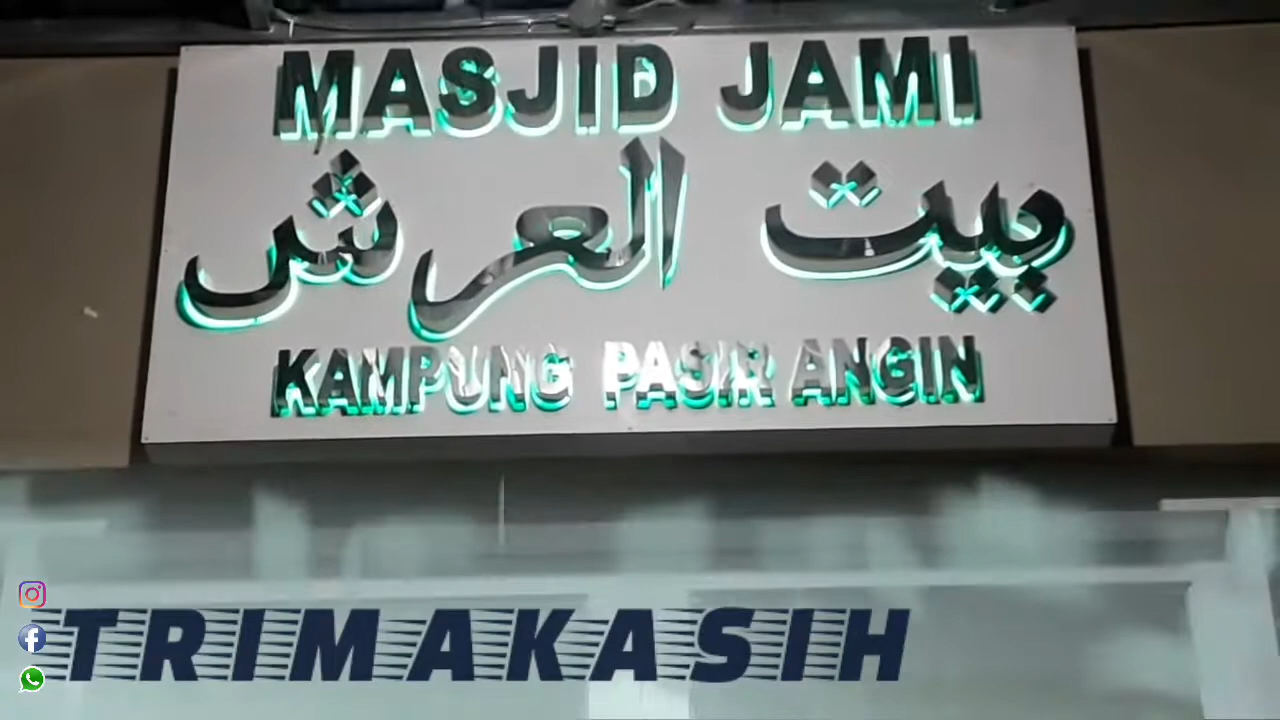 MASJID JAMI
بيت العرش
KAMPUNG PASIR ANGIN
TRIMAKASIH